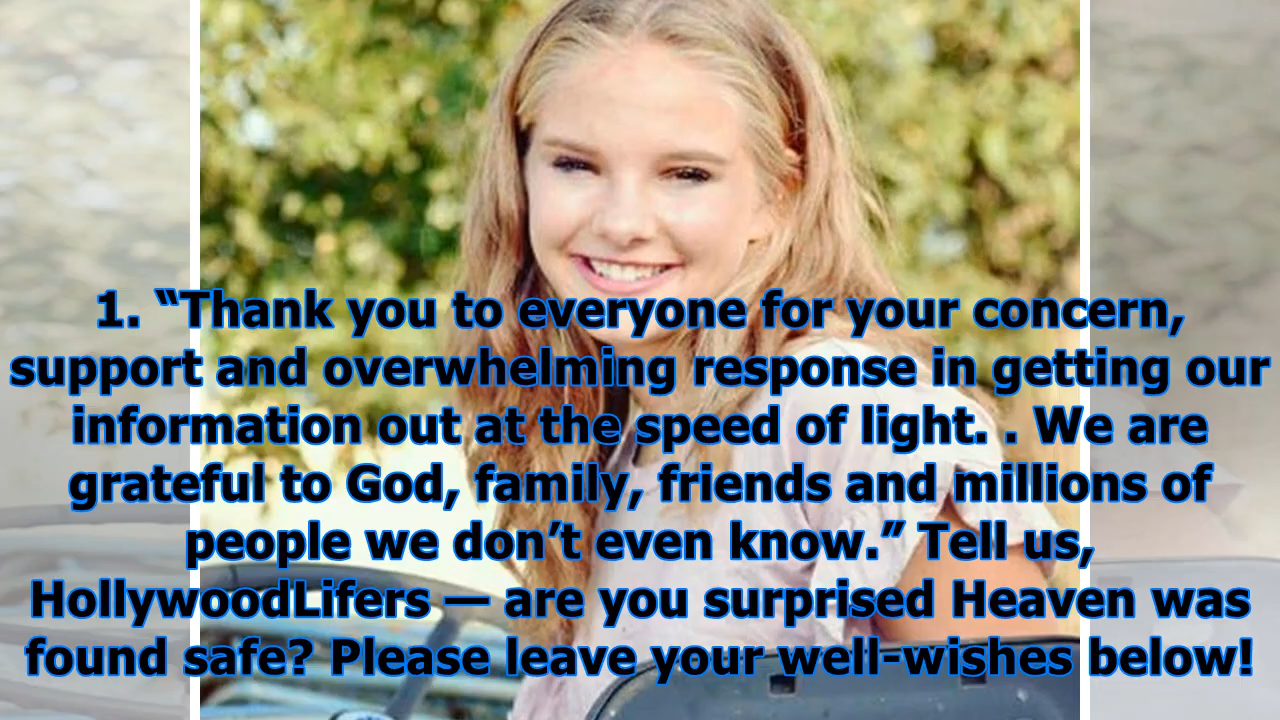 1. “Thank you to everyone for your concern,
support and overwhelming response in getting our
information out at the speed of light. . We are
grateful to God, family, friends and millions of
people we don’t even know.” Tell us,
HollywoodLifers — are you surprised Heaven was
found safe? Please leave your well-wishes below!